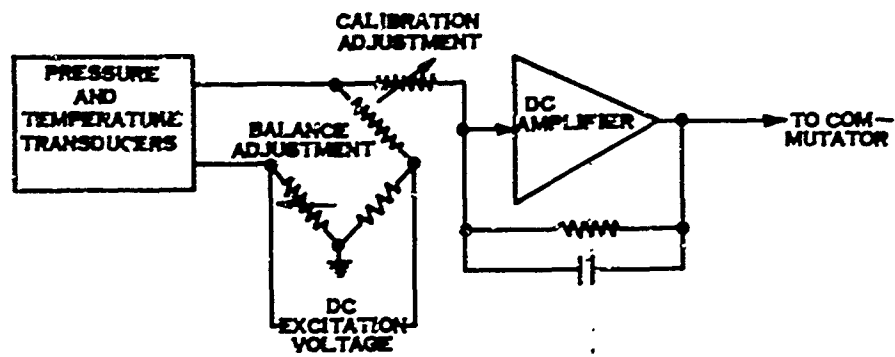 CALIBRATION
ADJUSTMENT
PRESSURE
AND
TEMPERATURE
TRANSDUCERS
BALANCE
ADJUSTMENT
DC
AMPLIFIER
TO COM-
MUTATOR
DC
EXCITATION
VOLTAGE